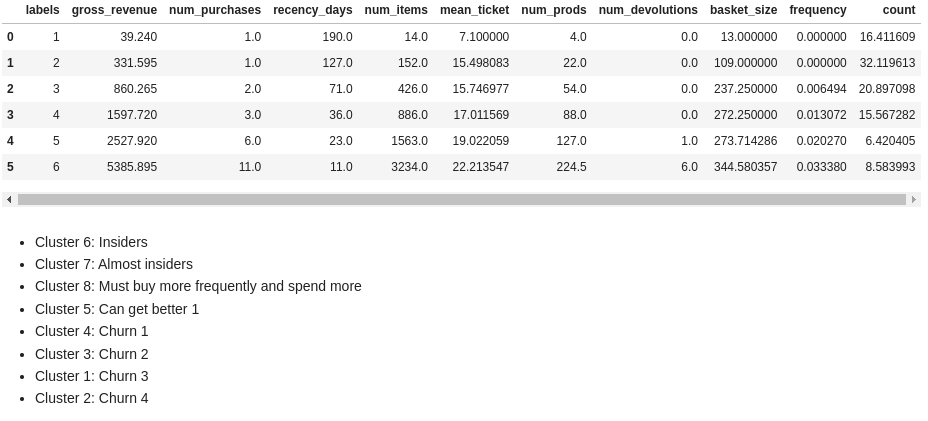 labels gross_revenue num_purchases recency_days num_items mean_ticket num_prods num_devolutions basket_size frequency count
0 1 39.240 1.0 190.0 14.0 7.100000 4.0 0.0 13.000000 0.000000 16.411609
1 2 331.595 1.0 127.0 152.0 15.498083 22.0 0.0 109.000000 0.000000 32.119613
2 3 860.265 2.0 71.0 426.0 15.746977 54.0 0.0 237.250000 0.006494 20.897098
3 4 1597.720 3.0 36.0 886.0 17.011569 88.0 0.0 272.250000 0.013072 15.567282
4 5 2527.920 6.0 23.0 1563.0 19.022059 127.0 1.0 273.714286 0.020270 6.420405
5 6 5385.895 11.0 11.0 3234.0 22.213547 224.5 6.0 344.580357 0.033380 8.583993
• Cluster 6: Insiders
• Cluster 7: Almost insiders
• Cluster 8: Must buy more frequently and spend more
• Cluster 5: Can get better 1
• Cluster 4: Churn 1
• Cluster 3: Churn 2
• Cluster 1: Churn 3
• Cluster 2: Churn 4